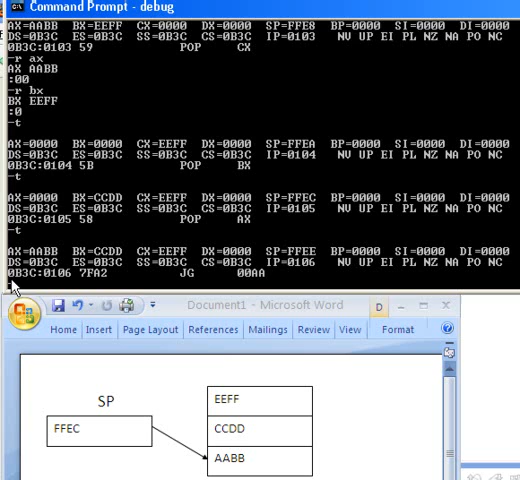 Command Prompt - debug
AX=AABB BX=EEFF CX=0000 DX=0000 SP=FFE8 BP=0000 SI=0000 DI=0000
DS=0B3C ES=0B3C SS=0B3C CS=0B3C IP=0103 NV UP EI PL NZ NA PO NC
0B3C:0103 59 POP CX
-r ax
AX AABB
:00
-r bx
BX EEFF
:0
-t
AX=0000 BX=0000 CX=EEFF DX=0000 SP=FFEA BP=0000 SI=0000 DI=0000
DS=0B3C ES=0B3C SS=0B3C CS=0B3C IP=0104 NV UP EI PL NZ NA PO NC
0B3C:0104 5B POP BX
-t
AX=0000 BX=CCDD CX=EEFF DX=0000 SP=FFEC BP=0000 SI=0000 DI=0000
DS=0B3C ES=0B3C SS=0B3C CS=0B3C IP=0105 NV UP EI PL NZ NA PO NC
0B3C:0105 58 POP AX
-t
AX=AABB BX=CCDD CX=EEFF DX=0000 SP=FFEE BP=0000 SI=0000 DI=0000
DS=0B3C ES=0B3C SS=0B3C CS=0B3C IP=0106 NV UP EI PL NZ NA PO NC
0B3C:0106 7FA2 JG 00AA
-
Document1 - Microsoft Word D
Home Insert Page Layout References Mailings Review View Format
SP
FFEC
EEFF
CCDD
AABB